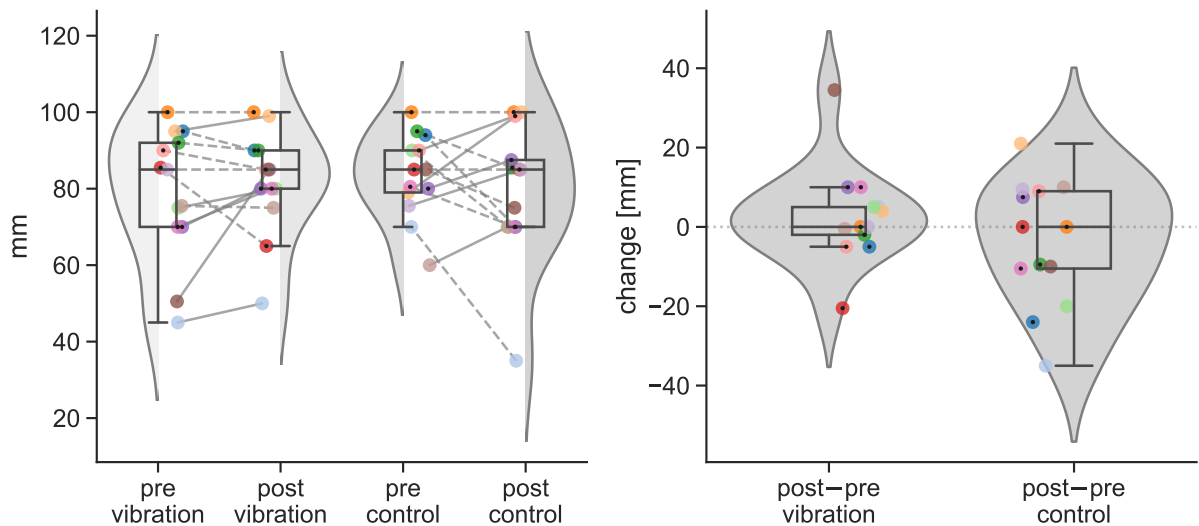 mm
120
100
80
60
40
20
pre
vibration
post
vibration
pre
control
post
control
change [mm]
40
20
0
−20
−40
post−pre
vibration
post−pre
control